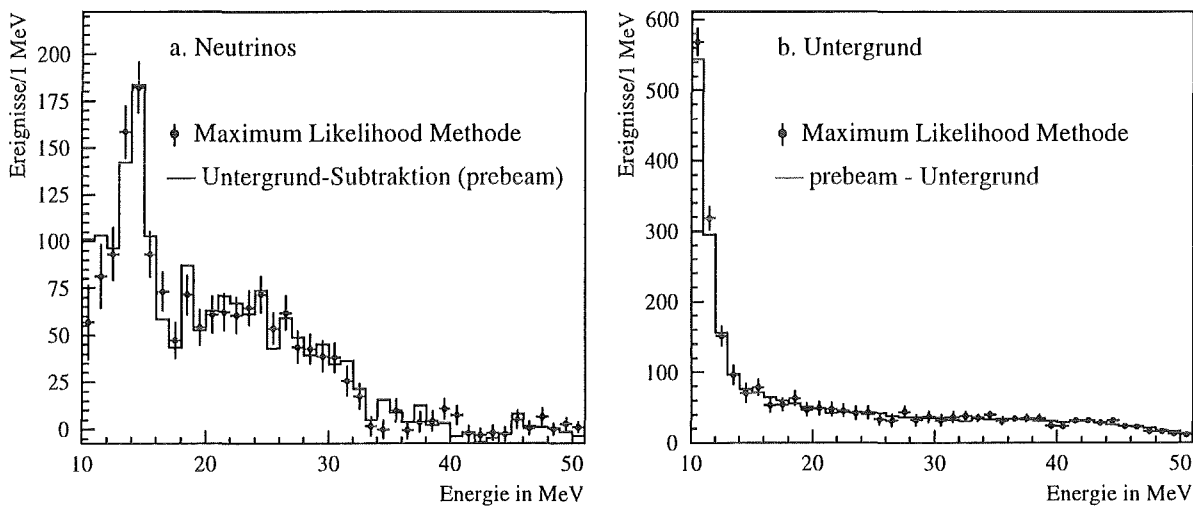 Ereignisse/1 MeV
200
175
150
125
100
75
50
25
0
a. Neutrinos
Maximum Likelihood Methode
Untergrund-Subtraktion (prebeam)
10
20
30
40
50
Energie in MeV
Ereignisse/1 MeV
600
500
400
300
200
100
0
b. Untergrund
Maximum Likelihood Methode
prebeam - Untergrund
10
20
30
40
50
Energie in MeV